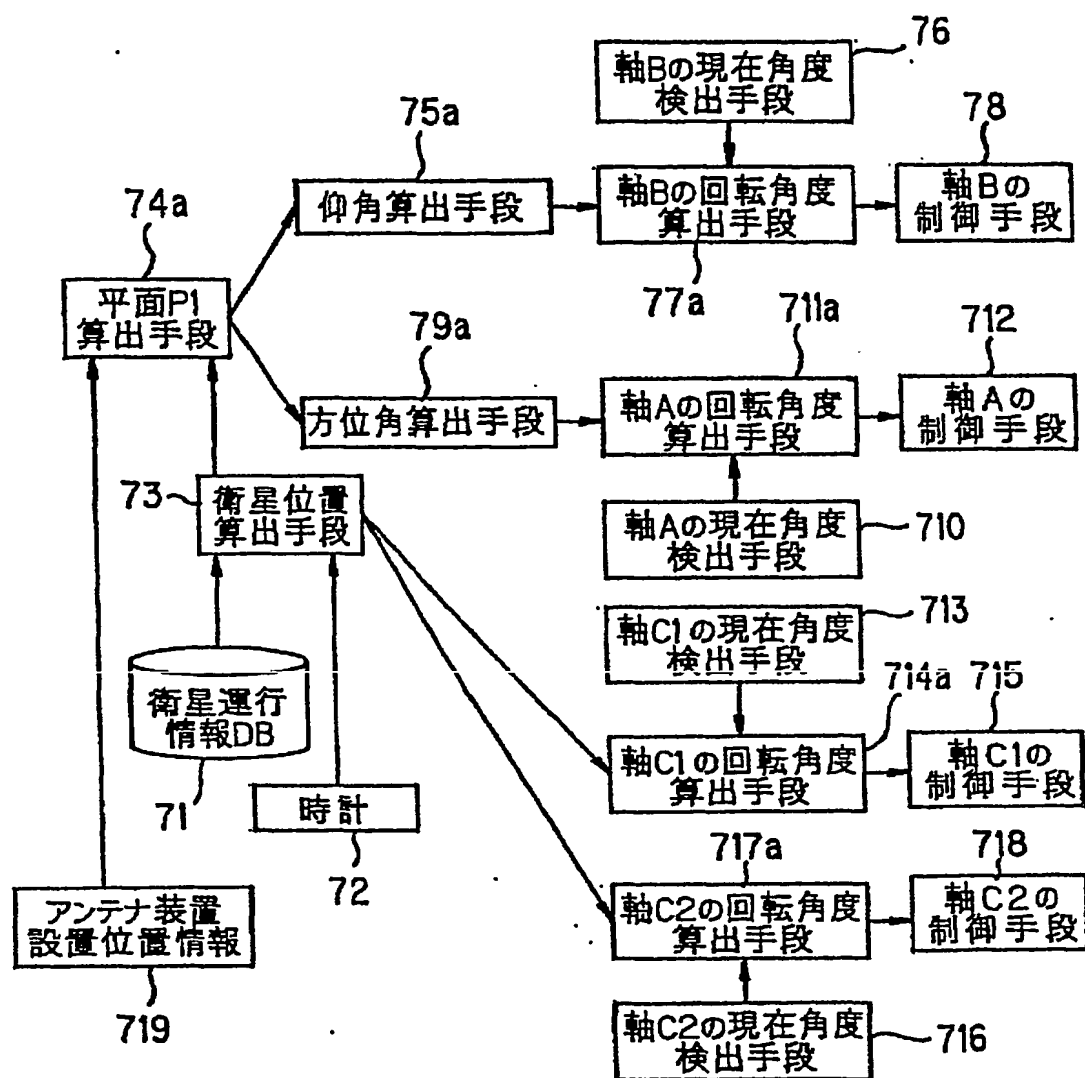 76
軸Bの現在角度
検出手段
75a
78
仰角算出手段
軸Bの回転角度
算出手段
軸Bの
制御手段
74a
77a
平面P1
算出手段
79a
711a
712
方位角算出手段
軸Aの回転角度
算出手段
軸Aの
制御手段
73
衛星位置
算出手段
軸Aの現在角度
検出手段
710
713
軸C1の現在角度
検出手段
衛星運行
情報DB
714a
715
71
軸C1の回転角度
算出手段
軸C1の
制御手段
時計
72
717a
718
アンテナ装置
設置位置情報
軸C2の回転角度
算出手段
軸C2の
制御手段
719
軸C2の現在角度
検出手段
716